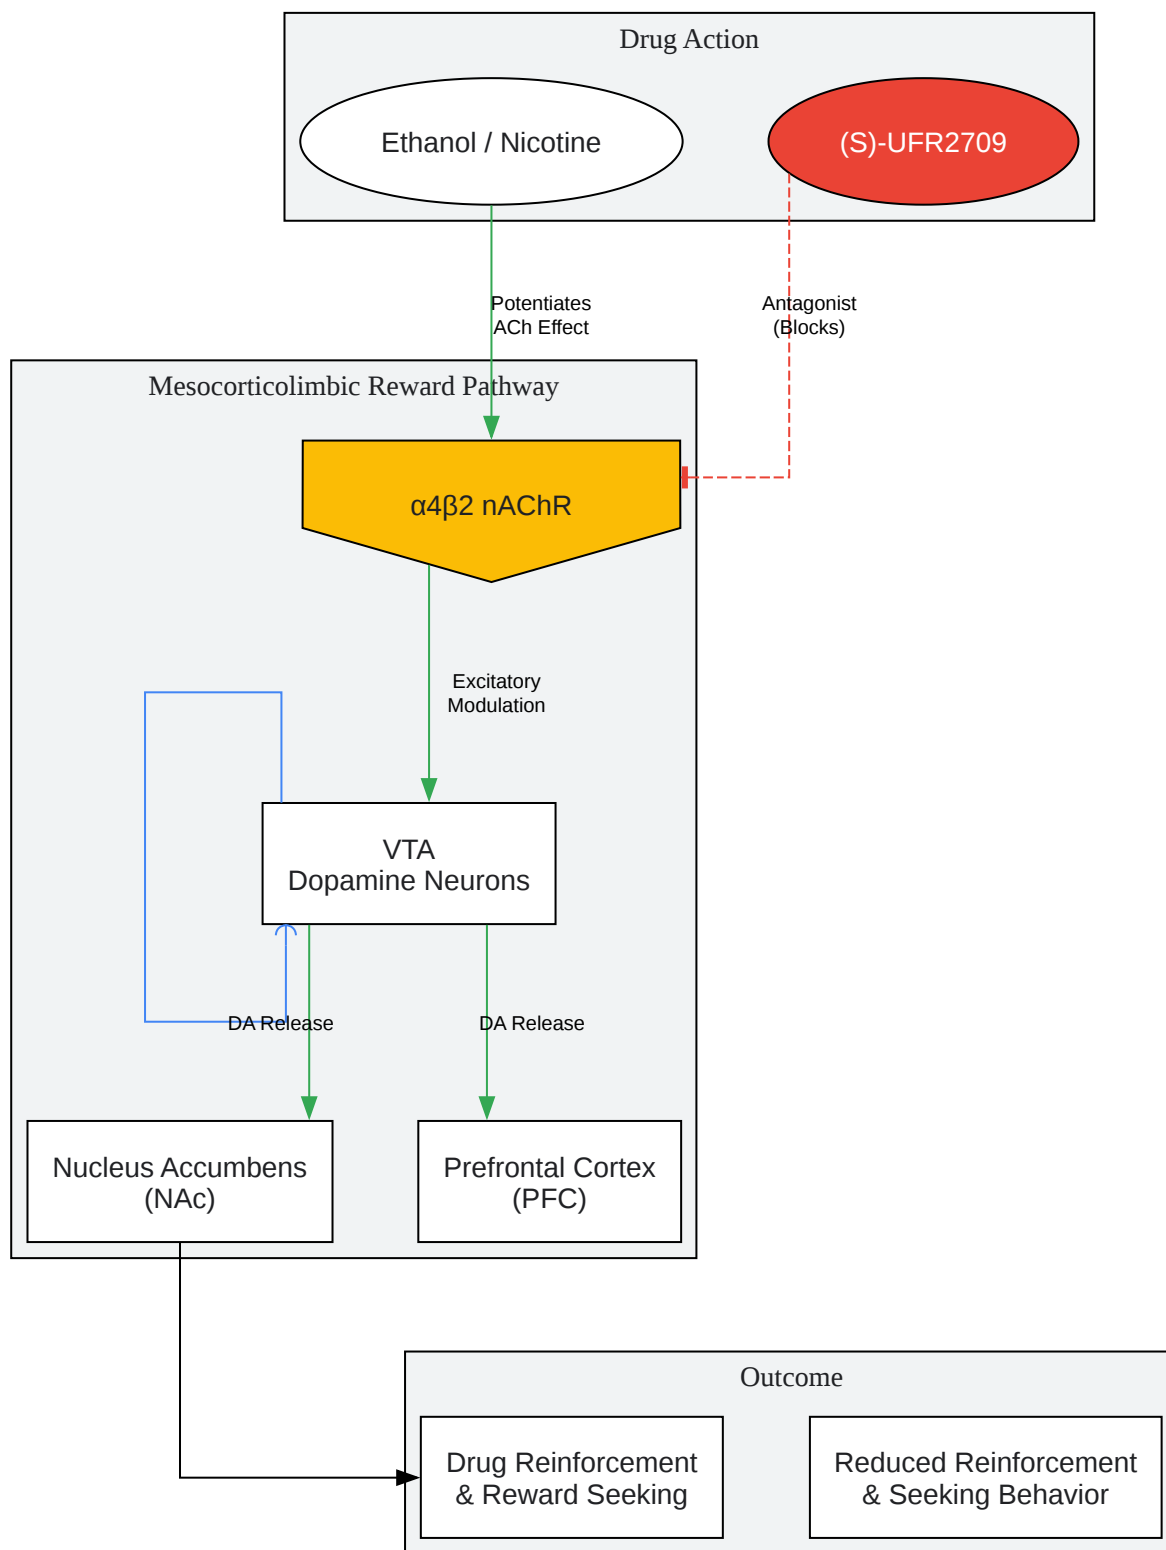 Drug Action
Ethanol / Nicotine
(S)-UFR2709
Potentiates
ACh Effect
Antagonist
(Blocks)
Mesocorticolimbic Reward Pathway
α4β2 nAChR
Excitatory
Modulation
VTA
Dopamine Neurons
DA Release
DA Release
Nucleus Accumbens
(NAc)
Prefrontal Cortex
(PFC)
Outcome
Drug Reinforcement
& Reward Seeking
Reduced Reinforcement
& Seeking Behavior